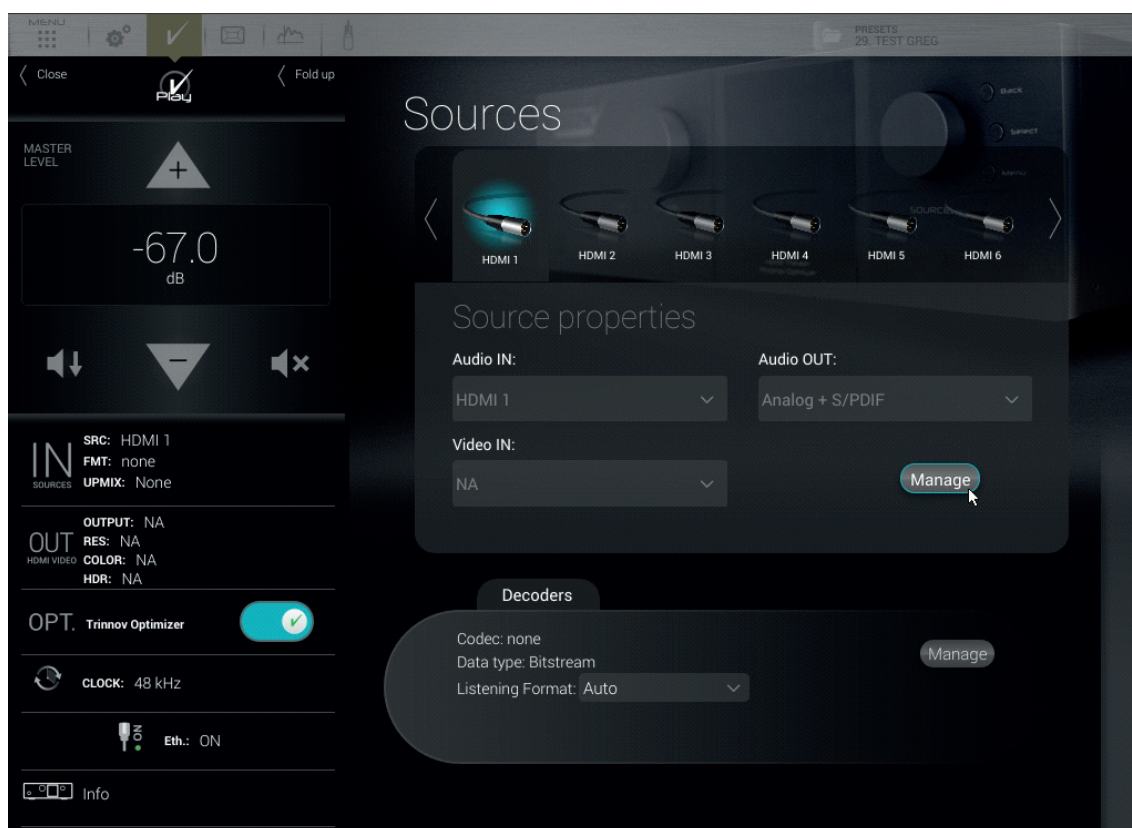 MENU
PRESETS
29. TEST GREG
Close
Play
Fold up
Back
Select
Menu
Sources
MASTER
LEVEL
+
-67.0
dB
−
SOURCES
HDMI 1
HDMI 2
HDMI 3
HDMI 4
HDMI 5
HDMI 6
Source properties
Audio IN:
Audio OUT:
HDMI 1
Analog + S/PDIF
Video IN:
NA
Manage
IN
SOURCES
SRC: HDMI 1
FMT: none
UPMIX: None
OUT
HDMI VIDEO
OUTPUT: NA
RES: NA
COLOR: NA
HDR: NA
OPT. Trinnov Optimizer
CLOCK: 48 kHz
ON
Eth.: ON
Info
Decoders
Codec: none
Data type: Bitstream
Listening Format: Auto
Manage